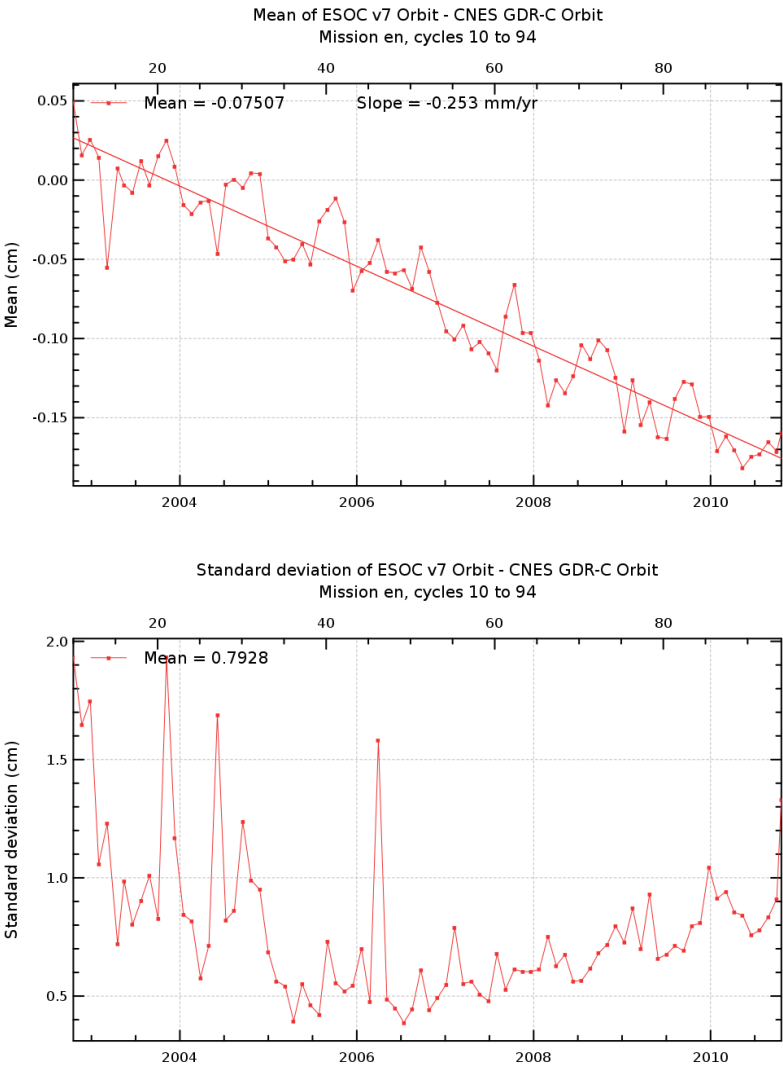 Mean of ESOC v7 Orbit - CNES GDR-C Orbit
Mission en, cycles 10 to 94
20 40 60 80
0.05
Mean = -0.07507 Slope = -0.253 mm/yr
0.00
-0.05
-0.10
-0.15
Mean (cm)
2004 2006 2008 2010
Standard deviation of ESOC v7 Orbit - CNES GDR-C Orbit
Mission en, cycles 10 to 94
20 40 60 80
2.0
Mean = 0.7928
1.5
1.0
0.5
Standard deviation (cm)
2004 2006 2008 2010